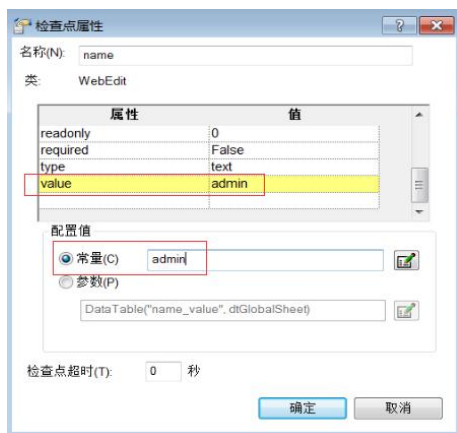 检查点属性
名称(N): name
类: WebEdit
属性 值
readonly 0
required False
type text
value admin
配置值
常量(C) admin
参数(P)
DataTable("name_value", dtGlobalSheet)
检查点超时(T): 0 秒
确定 取消